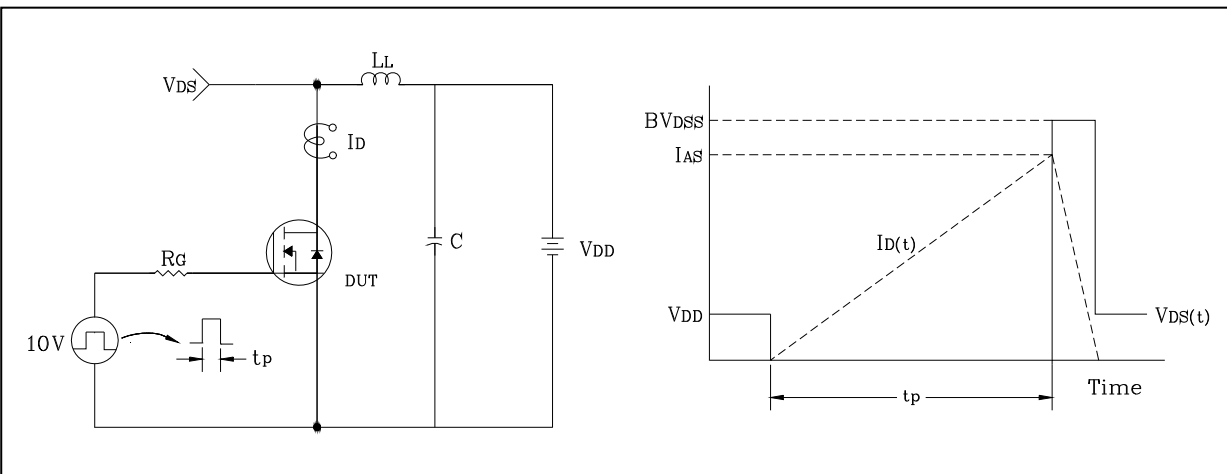 VDS
LL
ID
RG
DUT
C
VDD
10V
tp
BVDSS
IAS
ID(t)
VDD
VDS(t)
Time
tp